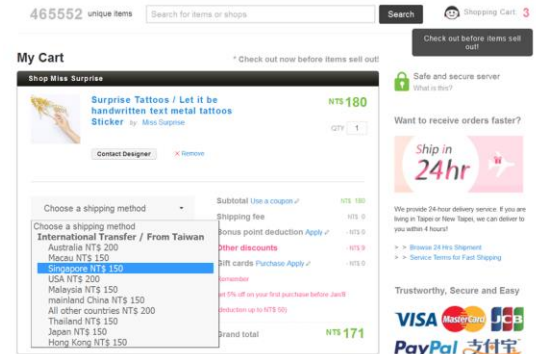 465552 unique items
Search for items or shops
Search
Shopping Cart 3
Check out before items sell
out!
My Cart
* Check out now before items sell out!
Shop Miss Surprise
Surprise Tattoos / Let it be
handwritten text metal tattoos
Sticker by Miss Surprise
NT$ 180
QTY 1
Contact Designer
× Remove
Choose a shipping method
Choose a shipping method
International Transfer / From Taiwan
Australia NT$ 200
Macau NT$ 150
Singapore NT$ 150
USA NT$ 200
Malaysia NT$ 150
mainland China NT$ 150
All other countries NT$ 200
Thailand NT$ 150
Japan NT$ 150
Hong Kong NT$ 150
Subtotal Use a coupon NT$ 180
Shipping fee NT$ 0
Bonus point deduction Apply - NT$ 0
Other discounts - NT$ 9
Gift cards Purchase Apply - NT$ 0
Remember
get 5% off on your first purchase before Jan/8
(deduction up to NT$ 50)
Grand total NT$ 171
Safe and secure server
What is this?
Want to receive orders faster?
Ship in
24hr
We provide 24-hour delivery service. If you are
living in Taipei or New Taipei, we can deliver to
you within 4 hours!
> > Browse 24 Hrs Shipment
> > Service Terms for Fast Shipping
Trustworthy, Secure and Easy
VISA MasterCard JCB
PayPal 支付宝